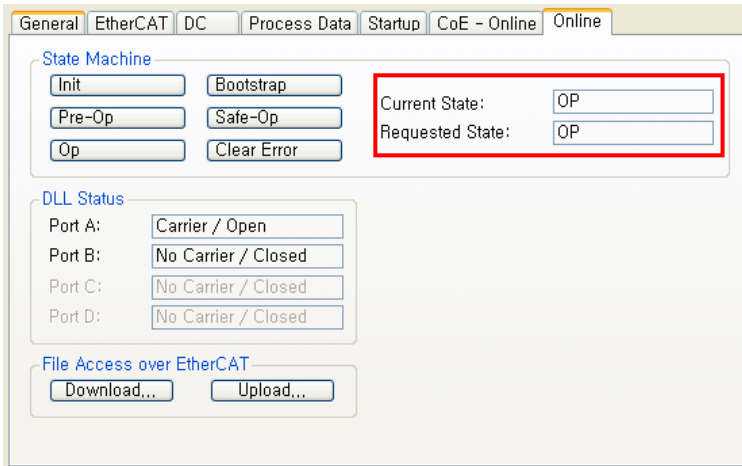 General EtherCAT DC Process Data Startup CoE - Online Online
State Machine
Init Bootstrap
Pre-Op Safe-Op
Op Clear Error
Current State: OP
Requested State: OP
DLL Status
Port A: Carrier / Open
Port B: No Carrier / Closed
Port C: No Carrier / Closed
Port D: No Carrier / Closed
File Access over EtherCAT
Download... Upload...